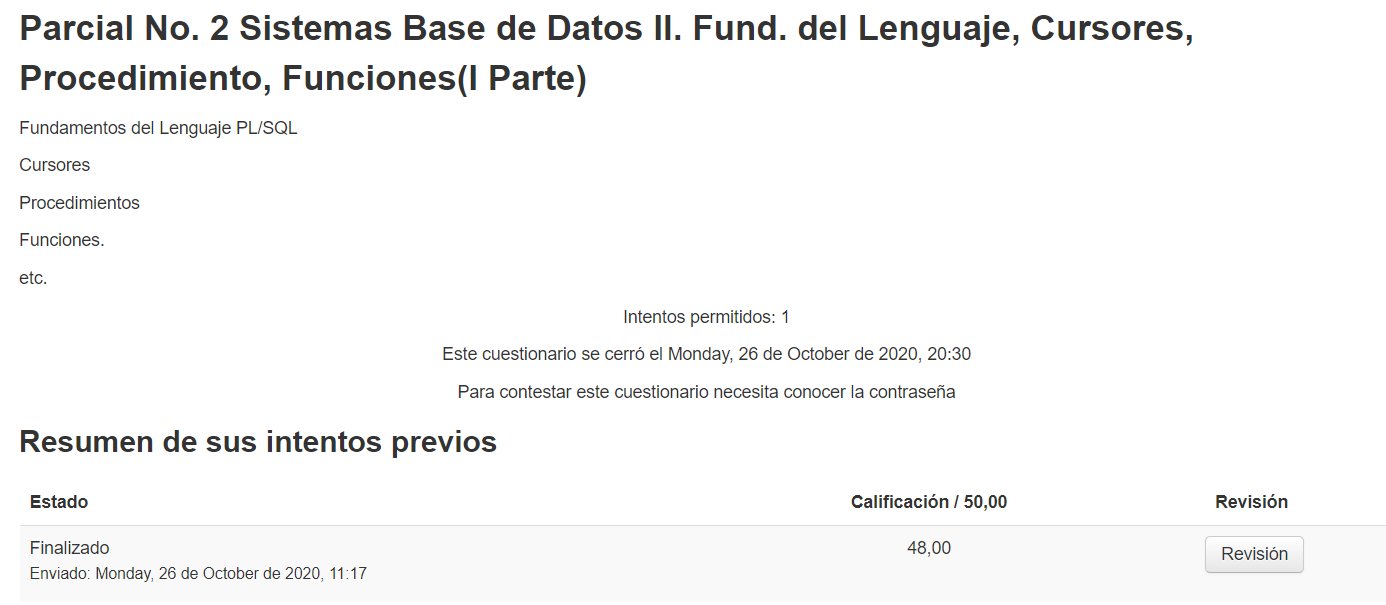 Parcial No. 2 Sistemas Base de Datos II. Fund. del Lenguaje, Cursores,
Procedimiento, Funciones(I Parte)
Fundamentos del Lenguaje PL/SQL
Cursores
Procedimientos
Funciones.
etc.
Intentos permitidos: 1
Este cuestionario se cerró el Monday, 26 de October de 2020, 20:30
Para contestar este cuestionario necesita conocer la contraseña
Resumen de sus intentos previos
Estado Calificación / 50,00 Revisión
Finalizado 48,00 Revisión
Enviado: Monday, 26 de October de 2020, 11:17